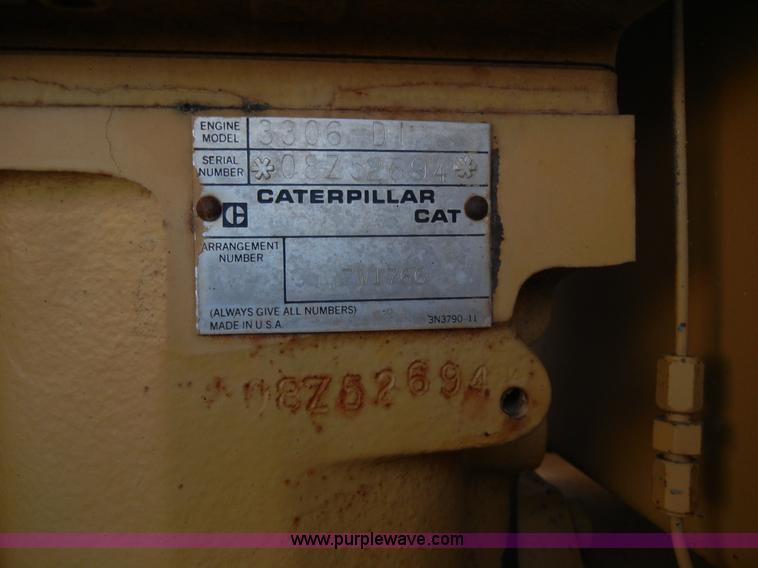 ENGINE MODEL 3306 DI
SERIAL NUMBER *08Z52694*
CATERPILLAR
C CAT
ARRANGEMENT NUMBER
(ALWAYS GIVE ALL NUMBERS)
MADE IN U.S.A. 3N3790-11
08Z52694
www.purplewave.com